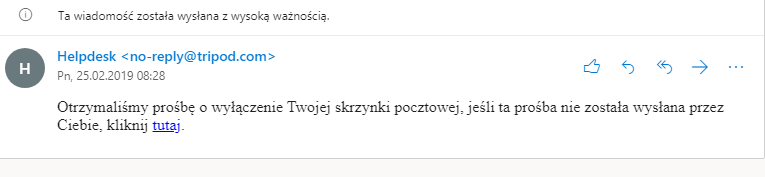 Ta wiadomość została wysłana z wysoką ważnością.
H
Helpdesk <no-reply@tripod.com>
Pn, 25.02.2019 08:28
Otrzymaliśmy prośbę o wyłączenie Twojej skrzynki pocztowej, jeśli ta prośba nie została wysłana przez
Ciebie, kliknij tutaj.